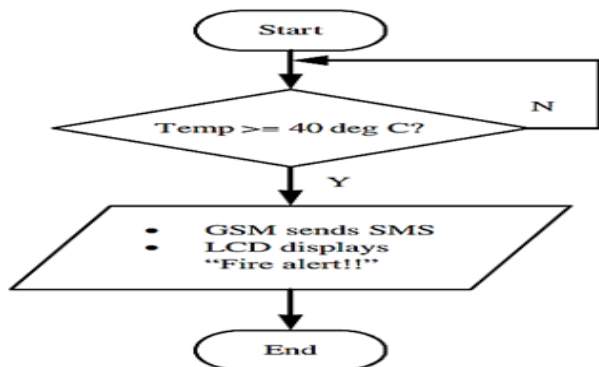 Start
N
Temp >= 40 deg C?
Y
• GSM sends SMS
• LCD displays
“Fire alert!!”
End